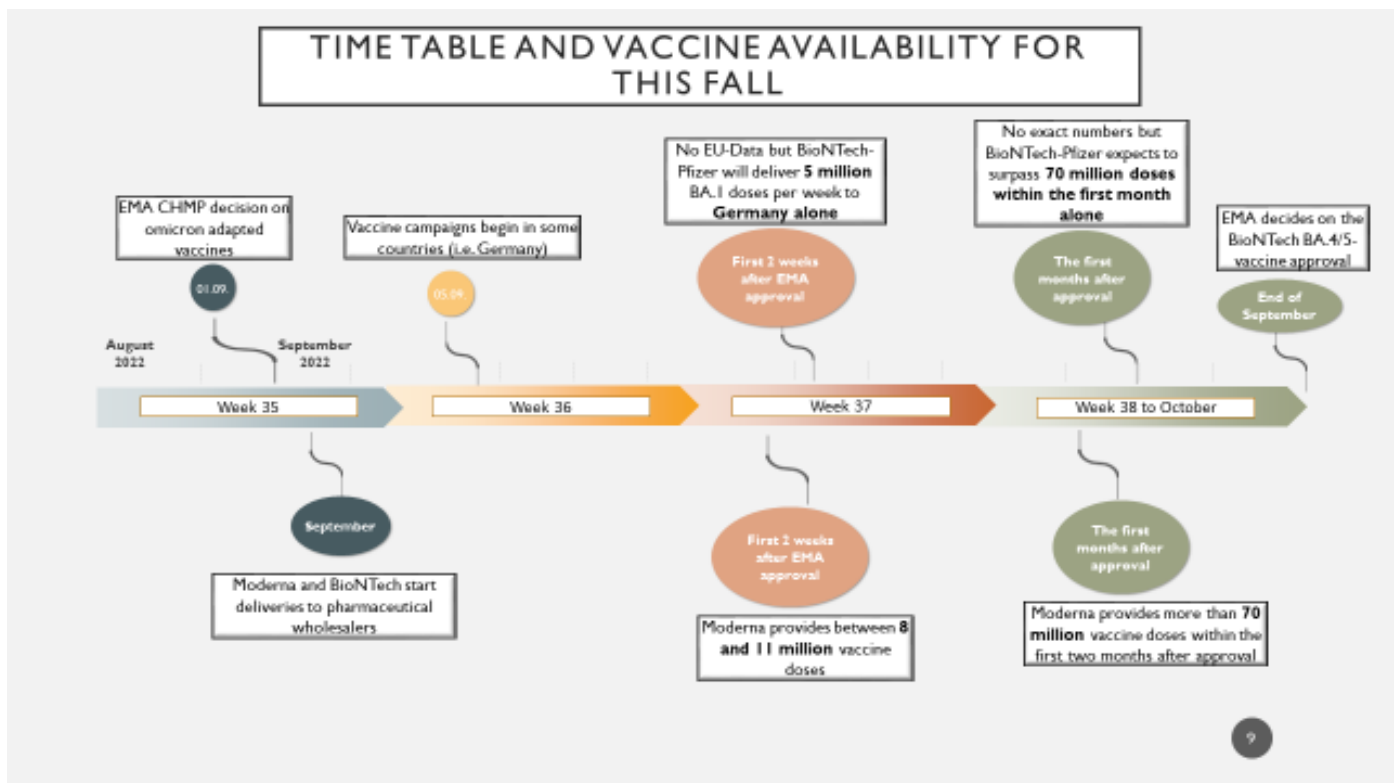 TIME TABLE AND VACCINE AVAILABILITY FOR
THIS FALL
EMA CHMP decision on
omicron adapted
vaccines
01.09.
Vaccine campaigns begin in some
countries (i.e. Germany)
05.09.
No EU-Data but BioNTech-
Pfizer will deliver 5 million
BA.1 doses per week to
Germany alone
First 2 weeks
after EMA
approval
No exact numbers but
BioNTech-Pfizer expects to
surpass 70 million doses
within the first month
alone
The first
months after
approval
EMA decides on the
BioNTech BA.4/5-
vaccine approval
End of
September
August
2022
September
2022
Week 35
Week 36
Week 37
Week 38 to October
September
Moderna and BioNTech start
deliveries to pharmaceutical
wholesalers
First 2 weeks
after EMA
approval
Moderna provides between 8
and 11 million vaccine
doses
The first
months after
approval
Moderna provides more than 70
million vaccine doses within the
first two months after approval
9